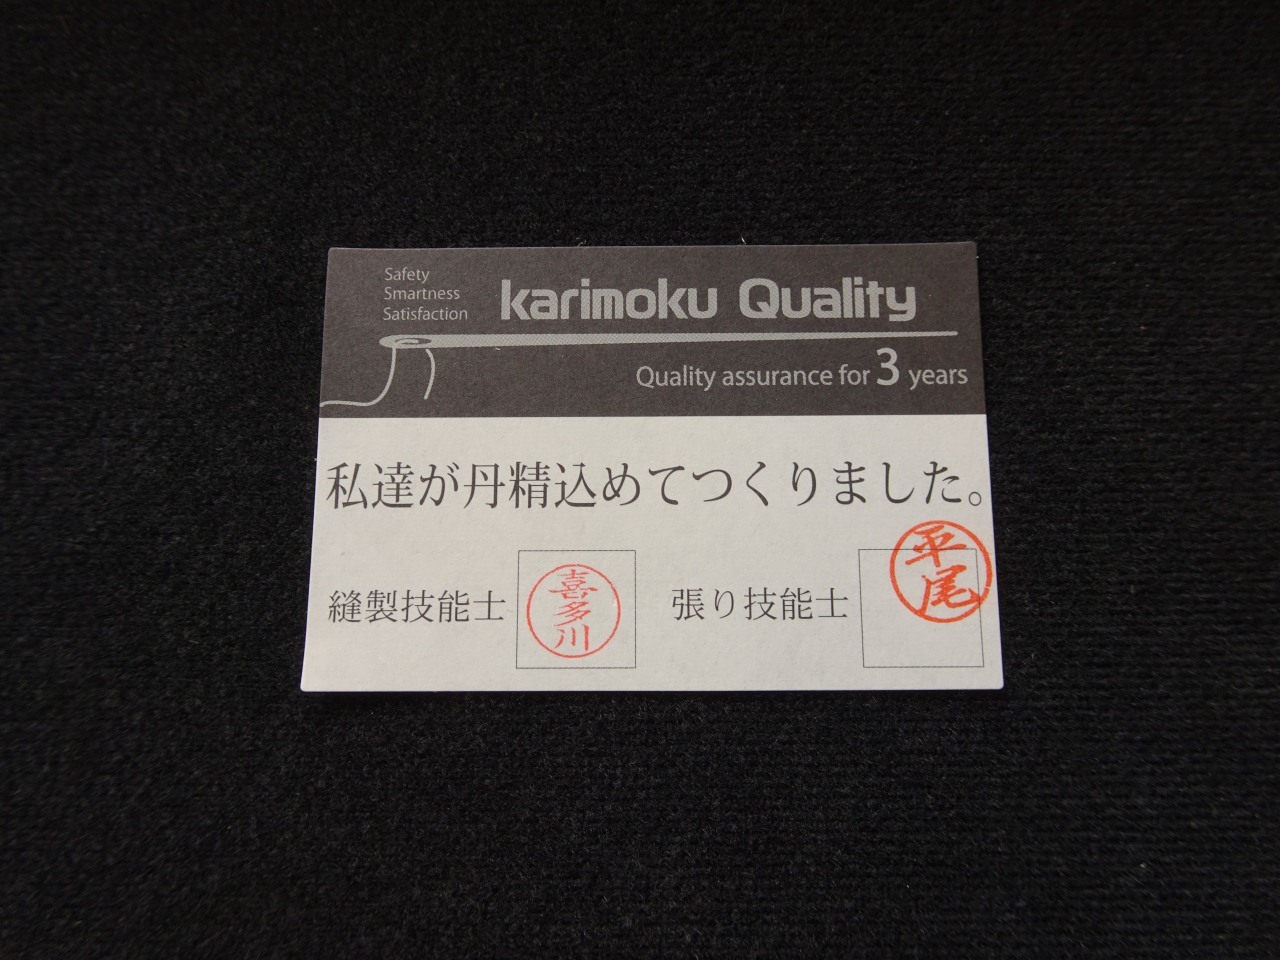 Safety
Smartness
Satisfaction
karimoku Quality
Quality assurance for 3 years
私達が丹精込めてつくりました。
縫製技能士 喜多川 張り技能士 平尾